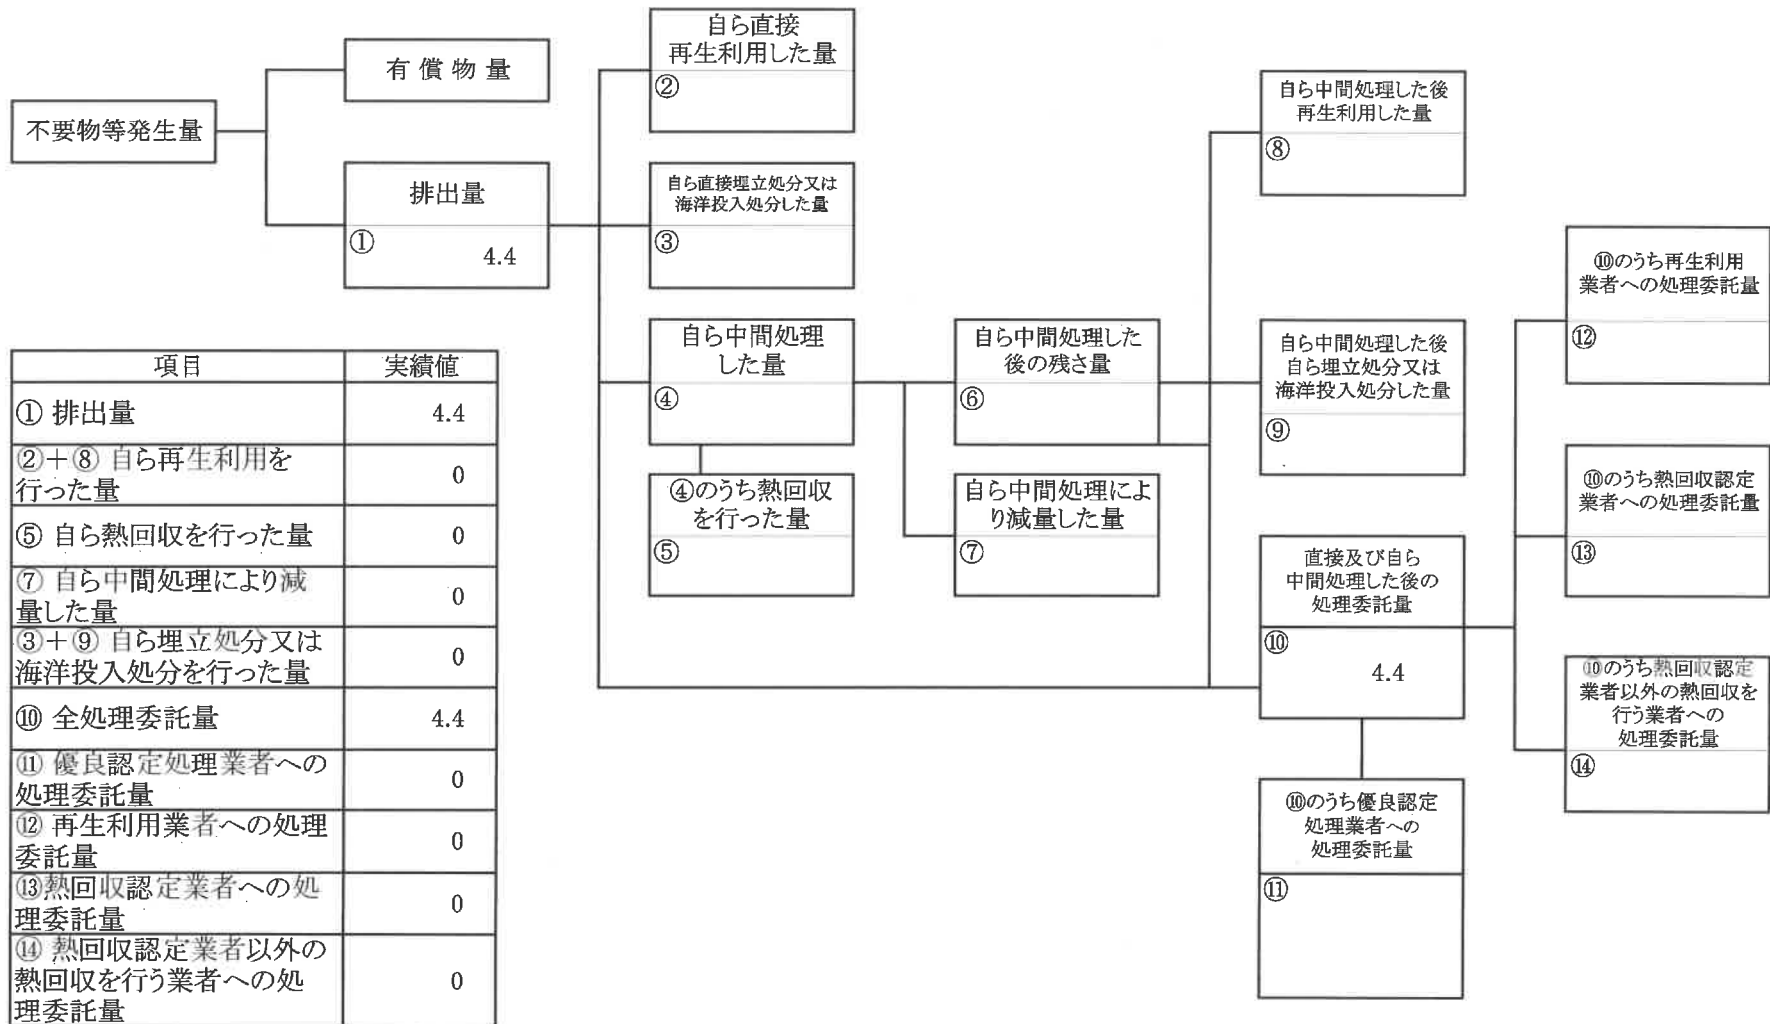 不要物等発生量
有償物量
排出量
①
4.4
自ら直接
再生利用した量
②
自ら直接埋立処分又は
海洋投入処分した量
③
自ら中間処理
した量
④
④のうち熱回収
を行った量
⑤
自ら中間処理した
後の残さ量
⑥
自ら中間処理によ
り減量した量
⑦
自ら中間処理した後
再生利用した量
⑧
自ら中間処理した後
自ら埋立処分又は
海洋投入処分した量
⑨
直接及び自ら
中間処理した後の
処理委託量
⑩
4.4
⑩のうち優良認定
処理業者への
処理委託量
⑪
⑩のうち再生利用
業者への処理委託量
⑫
⑩のうち熱回収認定
業者への処理委託量
⑬
⑩のうち熱回収認定
業者以外の熱回収を
行う業者への
処理委託量
⑭
項目 実績値
① 排出量 4.4
②＋⑧ 自ら再生利用を
行った量 0
⑤ 自ら熱回収を行った量 0
⑦ 自ら中間処理により減
量した量 0
③＋⑨ 自ら埋立処分又は
海洋投入処分を行った量 0
⑩ 全処理委託量 4.4
⑪ 優良認定処理業者への
処理委託量 0
⑫ 再生利用業者への処理
委託量 0
⑬熱回収認定業者への処
理委託量 0
⑭ 熱回収認定業者以外の
熱回収を行う業者への処
理委託量 0